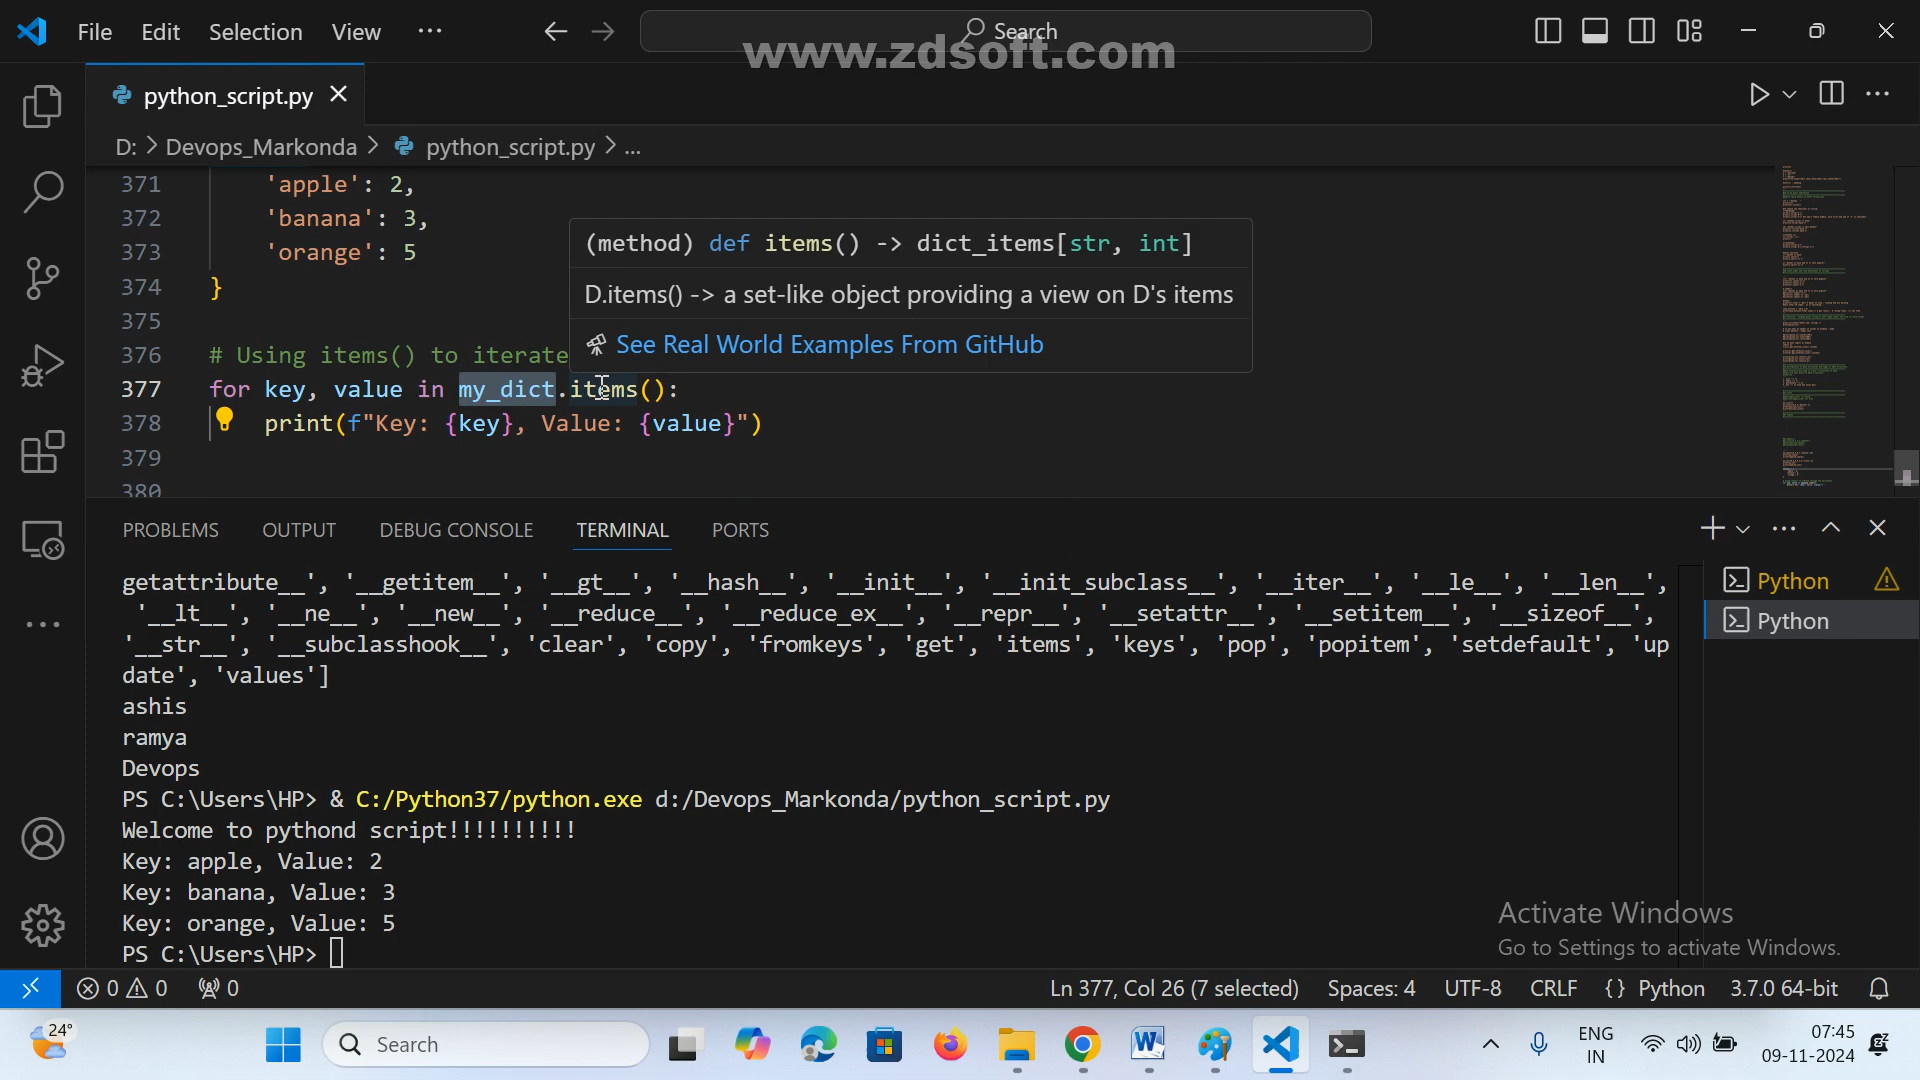 File Edit Selection View ...
Search
www.zdsoft.com
python_script.py
D: > Devops_Markonda > python_script.py > ...
371 'apple': 2,
372 'banana': 3,
373 'orange': 5
374 }
375
376 # Using items() to iterate
377 for key, value in my_dict.items():
378 print(f"Key: {key}, Value: {value}")
379
380
(method) def items() -> dict_items[str, int]
D.items() -> a set-like object providing a view on D's items
See Real World Examples From GitHub
PROBLEMS OUTPUT DEBUG CONSOLE TERMINAL PORTS
getattribute__', '__getitem__', '__gt__', '__hash__', '__init__', '__init_subclass__', '__iter__', '__le__', '__len__',
'__lt__', '__ne__', '__new__', '__reduce__', '__reduce_ex__', '__repr__', '__setattr__', '__setitem__', '__sizeof__',
'__str__', '__subclasshook__', 'clear', 'copy', 'fromkeys', 'get', 'items', 'keys', 'pop', 'popitem', 'setdefault', 'up
date', 'values']
ashis
ramya
Devops
PS C:\Users\HP> & C:/Python37/python.exe d:/Devops_Markonda/python_script.py
Welcome to pythond script!!!!!!!!!!
Key: apple, Value: 2
Key: banana, Value: 3
Key: orange, Value: 5
PS C:\Users\HP>
Python
Python
Activate Windows
Go to Settings to activate Windows.
0 0 0
Ln 377, Col 26 (7 selected) Spaces: 4 UTF-8 CRLF {} Python 3.7.0 64-bit
24°
Search
ENG
IN
07:45
09-11-2024